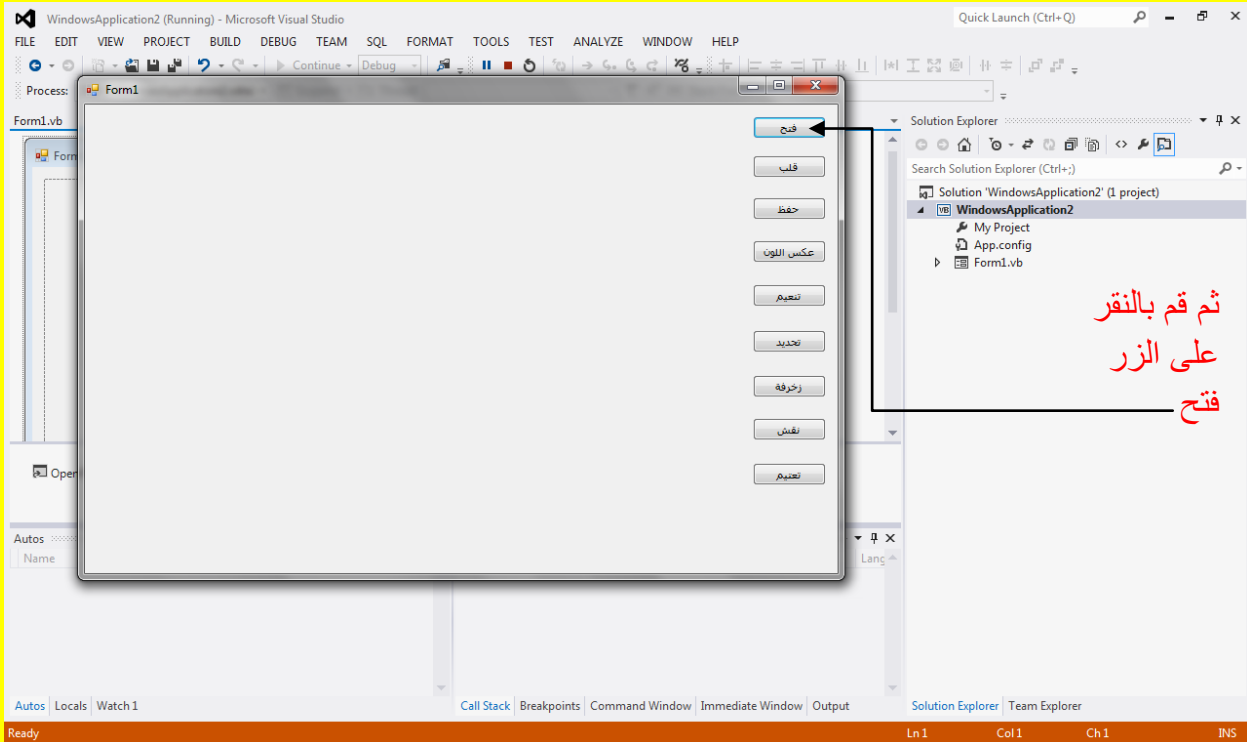 WindowsApplication2 (Running) - Microsoft Visual Studio
Quick Launch (Ctrl+Q)
FILE EDIT VIEW PROJECT BUILD DEBUG TEAM SQL FORMAT TOOLS TEST ANALYZE WINDOW HELP
Continue Debug
Process:
Form1
Form1.vb
Form
فتح
قلب
حفظ
عكس اللون
تنعيم
تحديد
زخرفة
نقش
تعتيم
Solution Explorer
Search Solution Explorer (Ctrl+;)
Solution 'WindowsApplication2' (1 project)
WindowsApplication2
My Project
App.config
Form1.vb
ثم قم بالنقر
على الزر
فتح
Open
Autos
Name
Lang
Autos Locals Watch 1
Call Stack Breakpoints Command Window Immediate Window Output
Solution Explorer Team Explorer
Ready
Ln 1 Col 1 Ch 1 INS